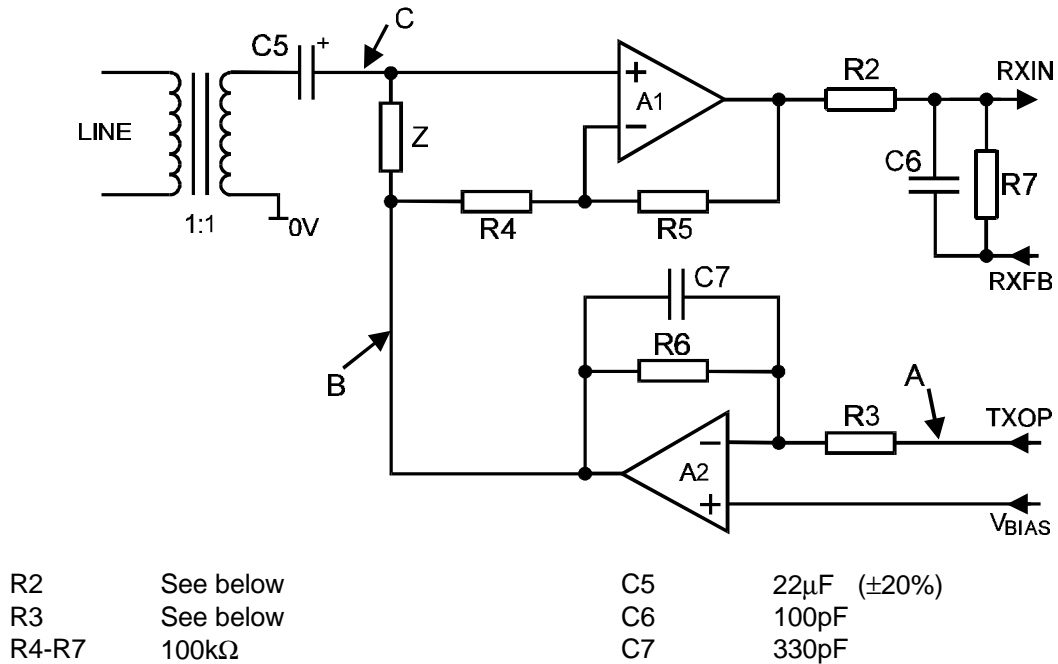 C
C5
+
R2
RXIN
A1
+
−
LINE
Z
C6
R7
R4
R5
1:1
0V
RXFB
C7
R6
B
A
R3
TXOP
−
A2
+
VBIAS
R2 See below C5 22μF (±20%)
R3 See below C6 100pF
R4-R7 100kΩ C7 330pF